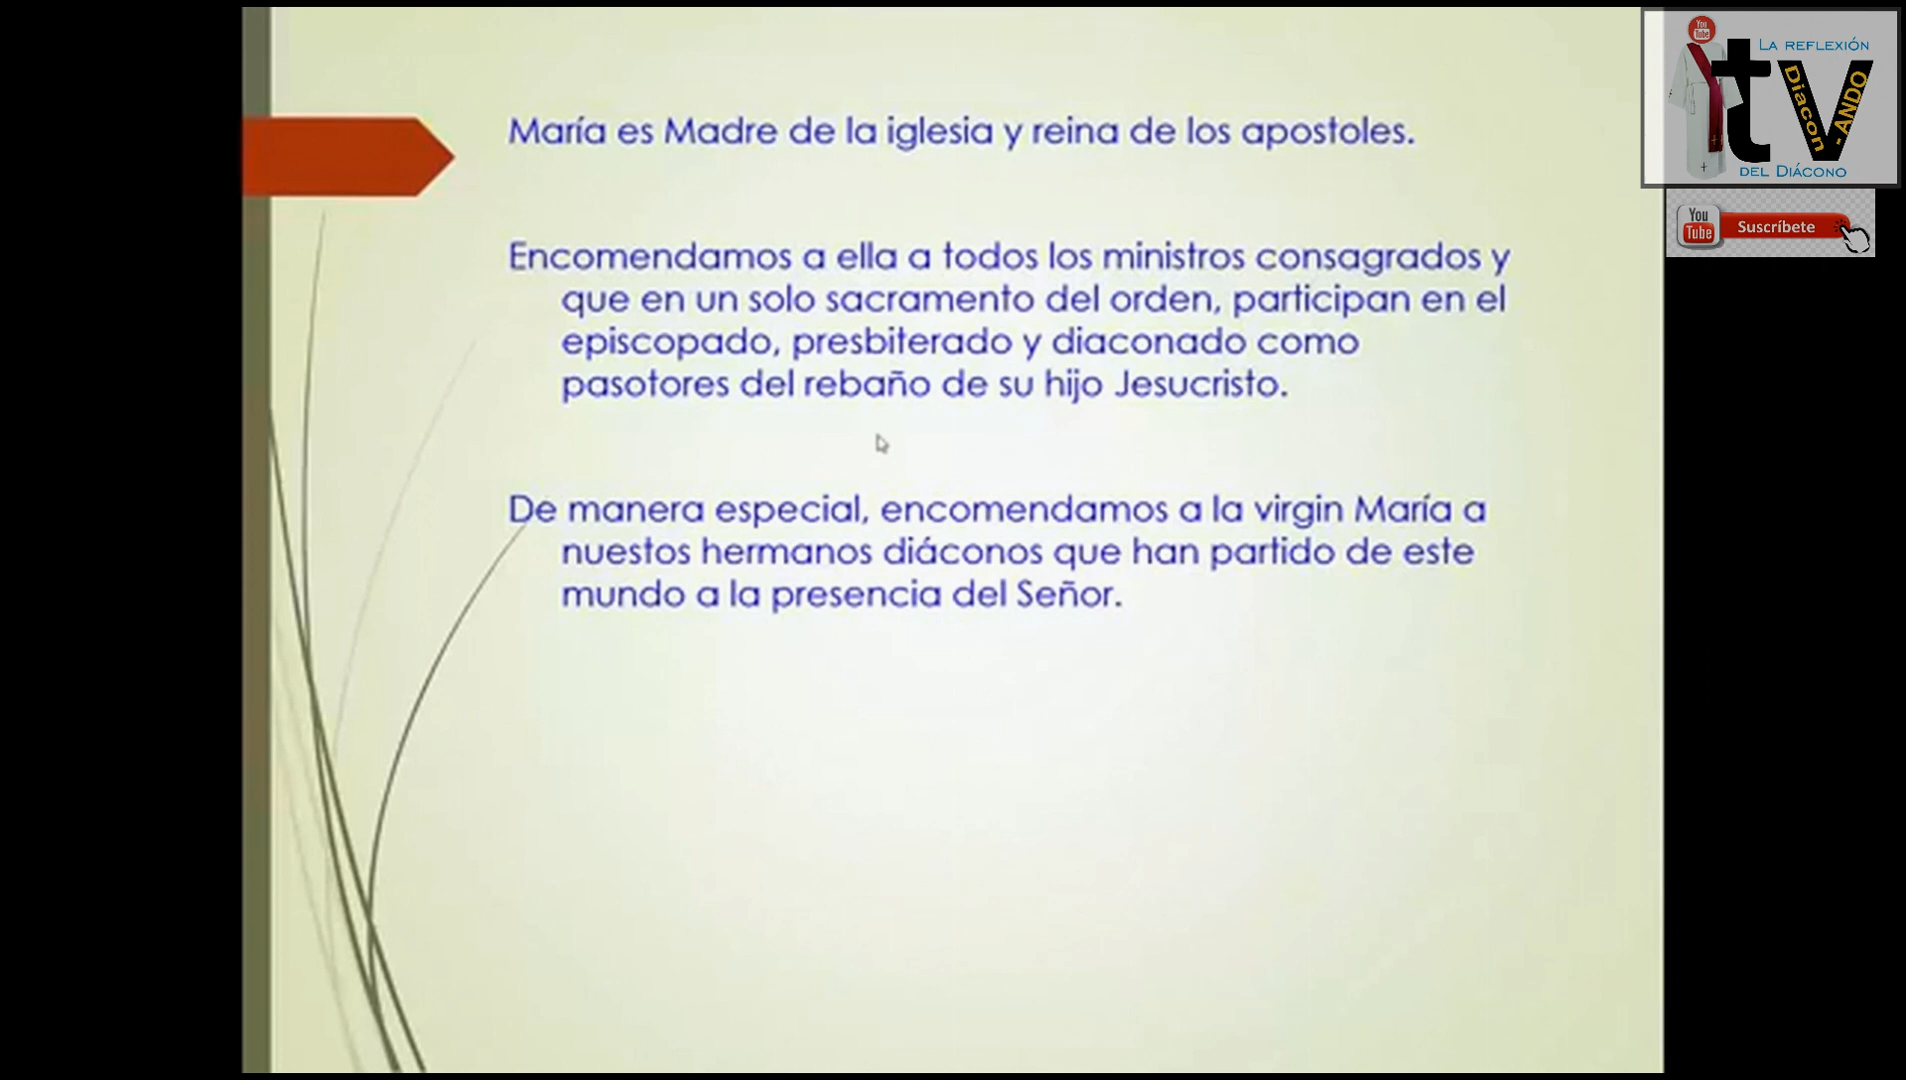 María es Madre de la iglesia y reina de los apostoles.
Encomendamos a ella a todos los ministros consagrados y
que en un solo sacramento del orden, participan en el
episcopado, presbiterado y diaconado como
pasotores del rebaño de su hijo Jesucristo.
De manera especial, encomendamos a la virgin María a
nuestos hermanos diáconos que han partido de este
mundo a la presencia del Señor.
You
Tube
LA REFLEXIÓN
tv
Diacon
-ANDO
DEL DIÁCONO
You
Tube
Suscríbete